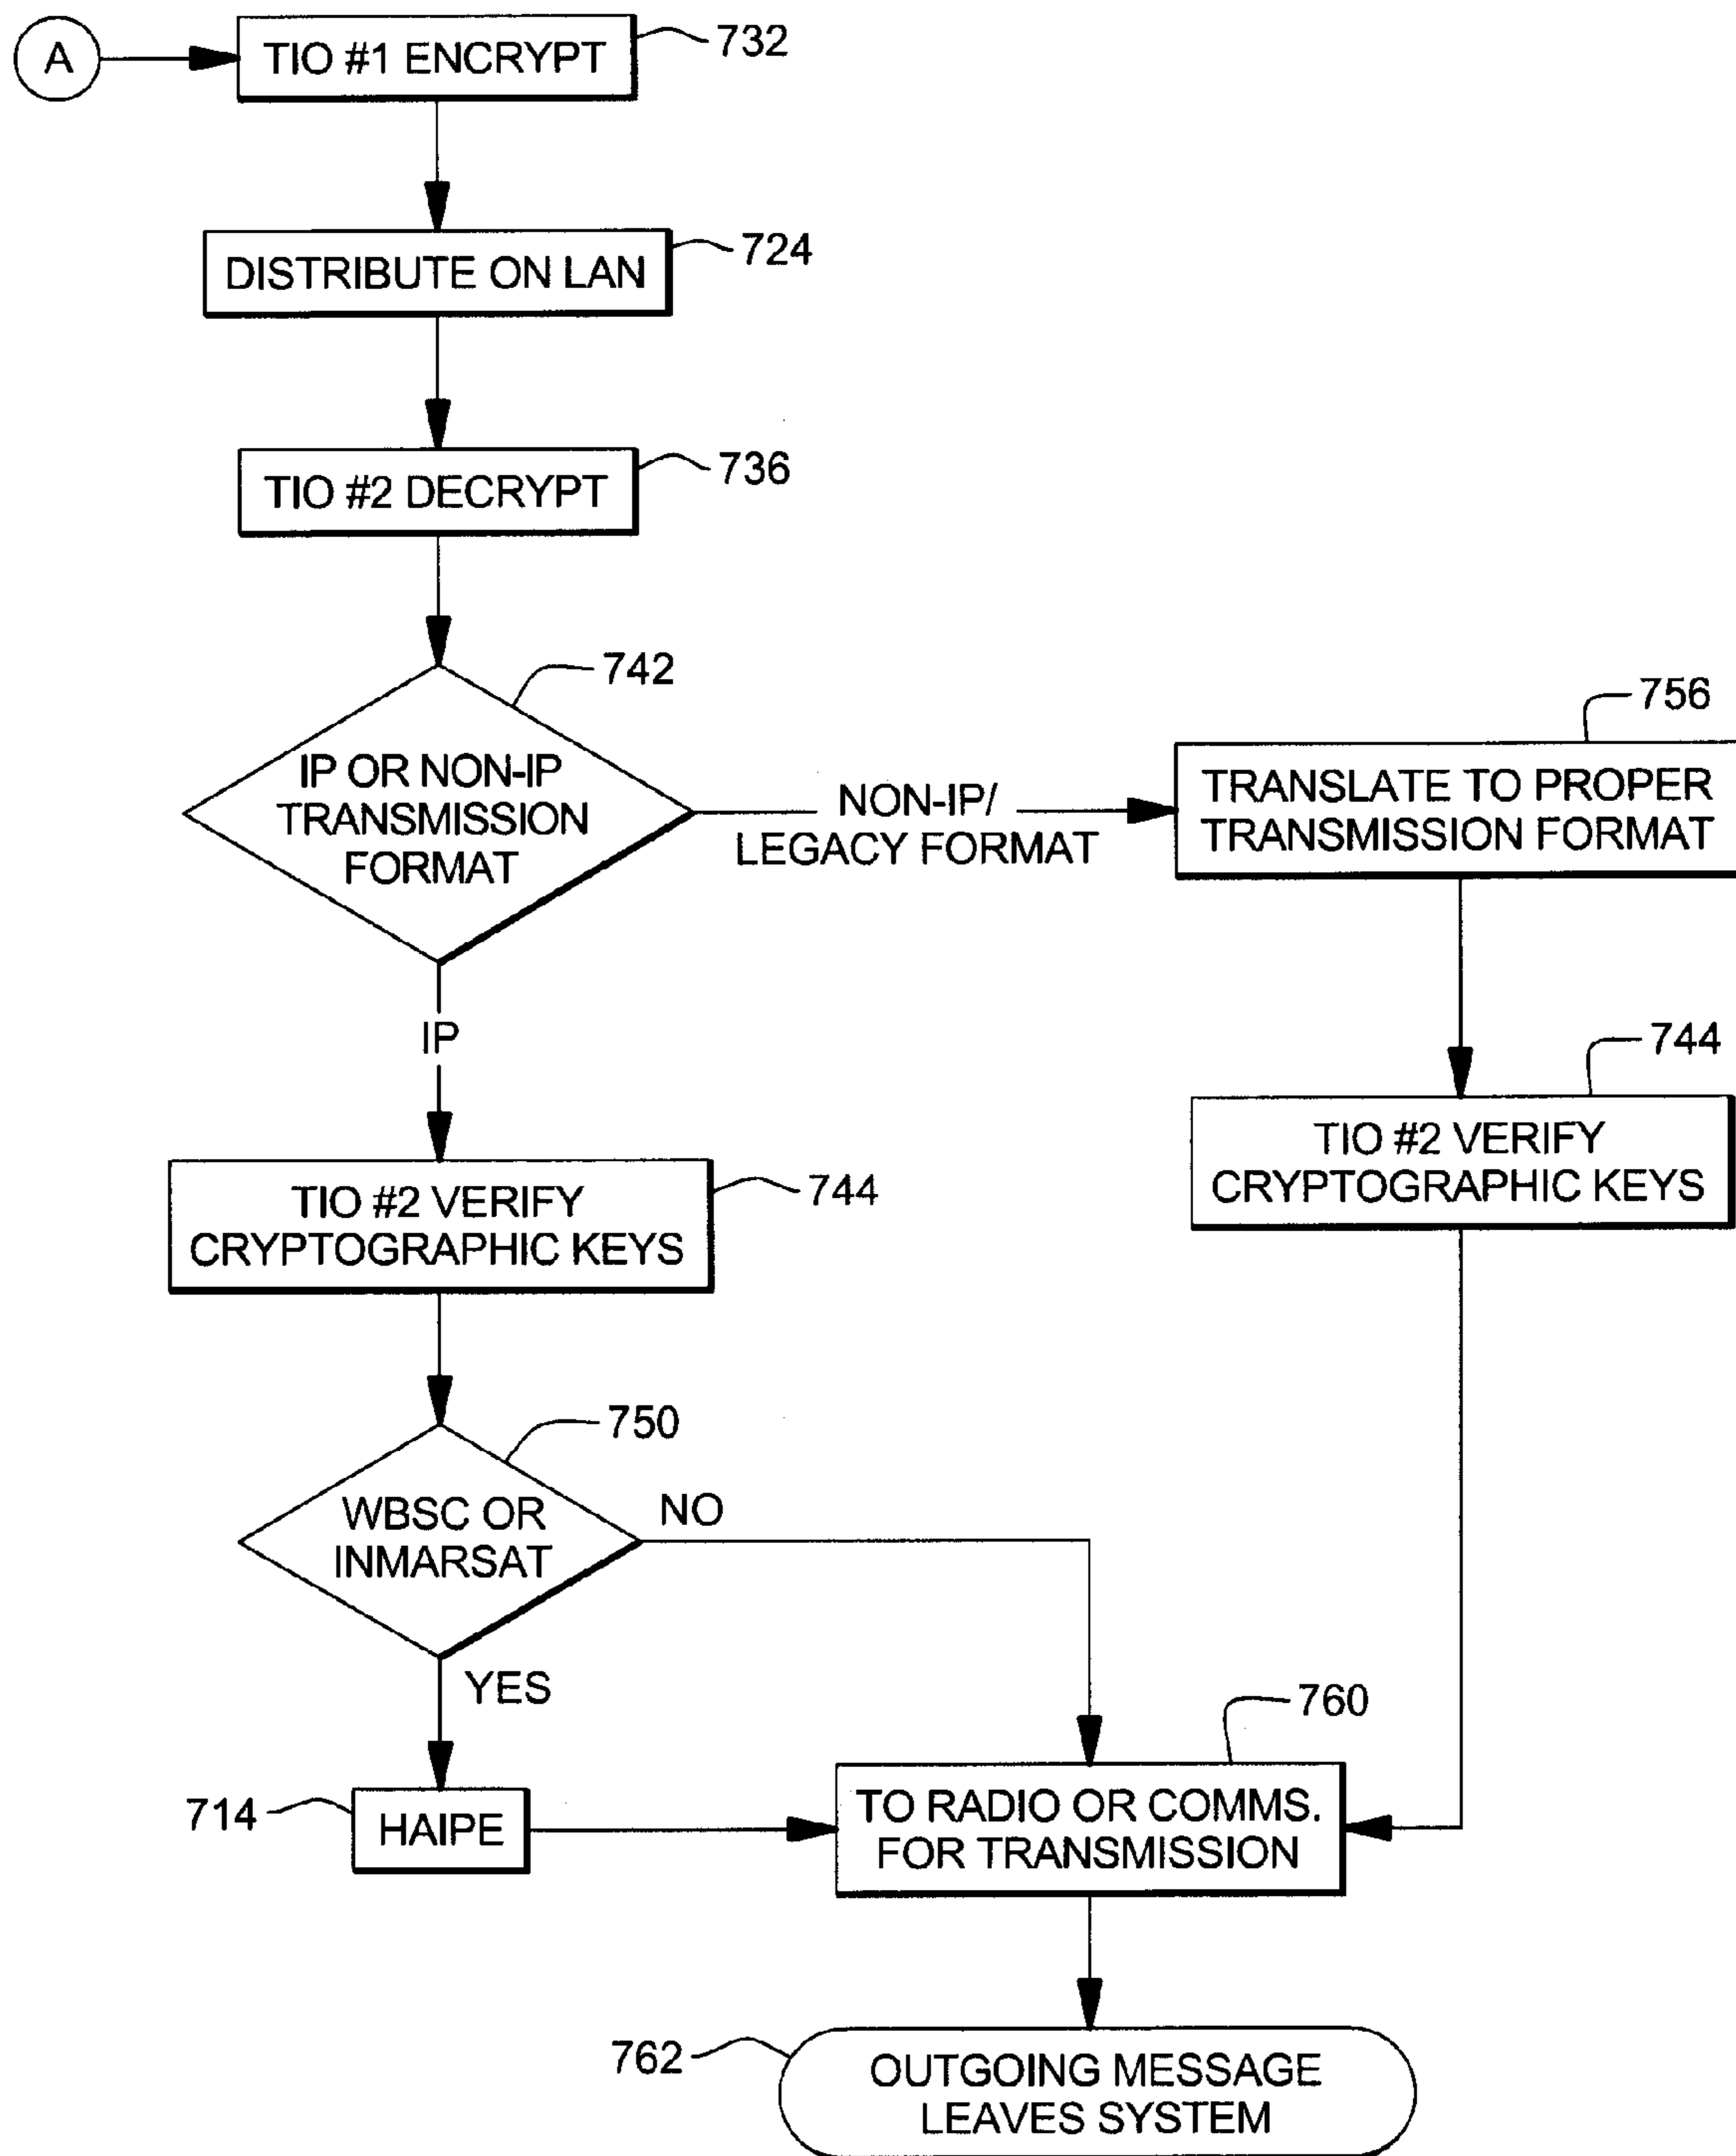 A
TIO #1 ENCRYPT
732
DISTRIBUTE ON LAN
724
TIO #2 DECRYPT
736
742
IP OR NON-IP
TRANSMISSION
FORMAT
NON-IP/
LEGACY FORMAT
756
TRANSLATE TO PROPER
TRANSMISSION FORMAT
IP
744
TIO #2 VERIFY
CRYPTOGRAPHIC KEYS
TIO #2 VERIFY
CRYPTOGRAPHIC KEYS
744
750
WBSC OR
INMARSAT
NO
YES
714
HAIPE
760
TO RADIO OR COMMS.
FOR TRANSMISSION
762
OUTGOING MESSAGE
LEAVES SYSTEM